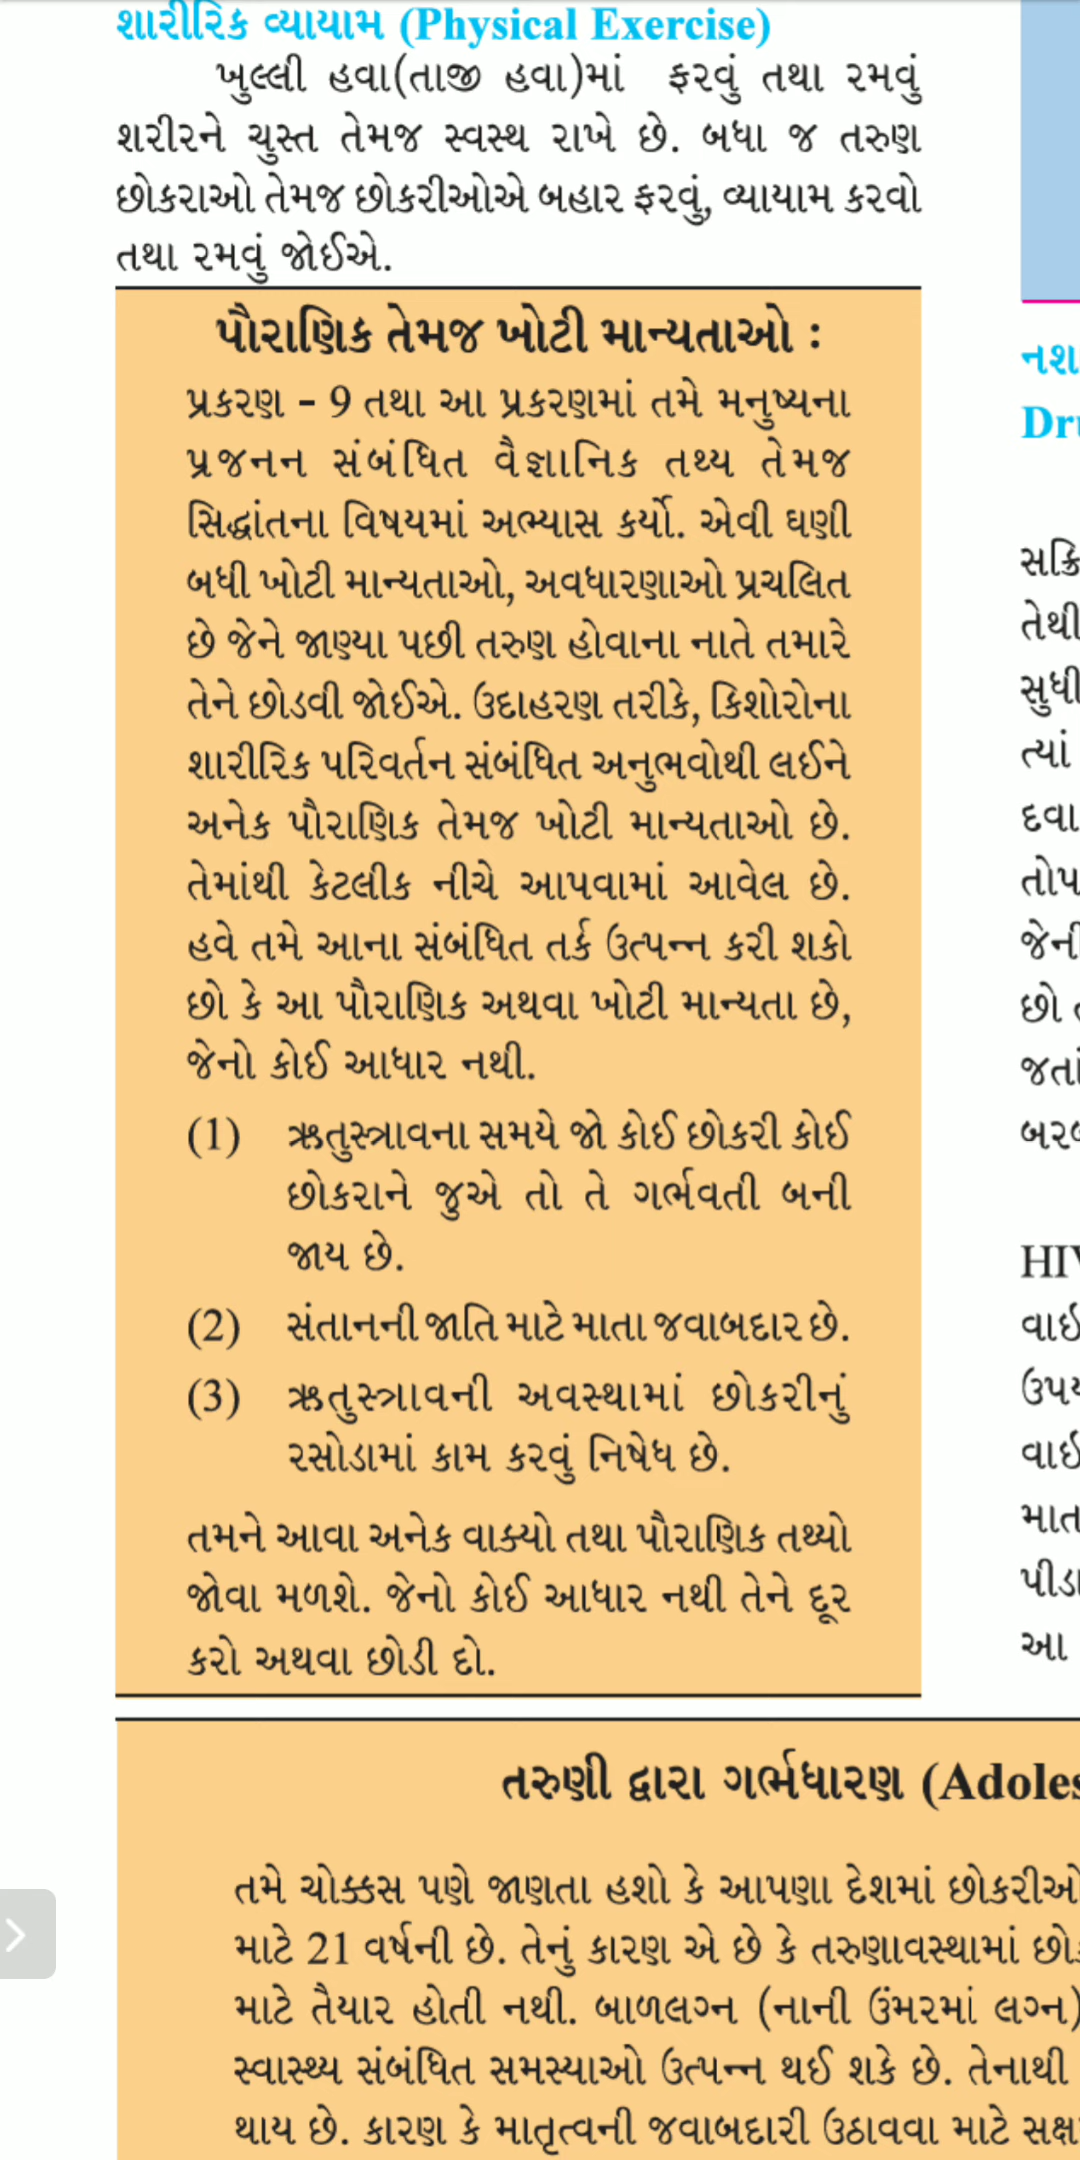 શારીરિક વ્યાયામ (Physical Exercise)
ખુલ્લી હવા(તાજી હવા)માં ફરવું તથા રમવું
શરીરને ચુસ્ત તેમજ સ્વસ્થ રાખે છે. બધા જ તરુણ
છોકરાઓ તેમજ છોકરીઓએ બહાર ફરવું, વ્યાયામ કરવો
તથા રમવું જોઈએ.
પૌરાણિક તેમજ ખોટી માન્યતાઓ :
પ્રકરણ - 9 તથા આ પ્રકરણમાં તમે મનુષ્યના
પ્રજનન સંબંધિત વૈજ્ઞાનિક તથ્ય તેમજ
સિદ્ધાંતના વિષયમાં અભ્યાસ કર્યો. એવી ઘણી
બધી ખોટી માન્યતાઓ, અવધારણાઓ પ્રચલિત
છે જેને જાણ્યા પછી તરુણ હોવાના નાતે તમારે
તેને છોડવી જોઈએ. ઉદાહરણ તરીકે, કિશોરોના
શારીરિક પરિવર્તન સંબંધિત અનુભવોથી લઈને
અનેક પૌરાણિક તેમજ ખોટી માન્યતાઓ છે.
તેમાંથી કેટલીક નીચે આપવામાં આવેલ છે.
હવે તમે આના સંબંધિત તર્ક ઉત્પન્ન કરી શકો
છો કે આ પૌરાણિક અથવા ખોટી માન્યતા છે,
જેનો કોઈ આધાર નથી.
(1) ઋતુસ્ત્રાવના સમયે જો કોઈ છોકરી કોઈ
છોકરાને જુએ તો તે ગર્ભવતી બની
જાય છે.
(2) સંતાનની જાતિ માટે માતા જવાબદાર છે.
(3) ઋતુસ્ત્રાવની અવસ્થામાં છોકરીનું
રસોડામાં કામ કરવું નિષેધ છે.
તમને આવા અનેક વાક્યો તથા પૌરાણિક તથ્યો
જોવા મળશે. જેનો કોઈ આધાર નથી તેને દૂર
કરો અથવા છોડી દો.
તરુણી દ્વારા ગર્ભધારણ (Adoles
તમે ચોક્કસ પણે જાણતા હશો કે આપણા દેશમાં છોકરીઓ
માટે 21 વર્ષની છે. તેનું કારણ એ છે કે તરુણાવસ્થામાં
માટે તૈયાર હોતી નથી. બાળલગ્ન (નાની ઉંમરમાં લગ્ન)
સ્વાસ્થ્ય સંબંધિત સમસ્યાઓ ઉત્પન્ન થઈ શકે છે. તેનાથી
થાય છે. કારણ કે માતૃત્વની જવાબદારી ઉઠાવવા માટે
નશ
સક્રિ
તેથી
સુધી
ત્યાં
દવા
તોપ
જેની
છો
જતાં
HIV
વાઇ
વાઇ
માત
પીડા
આ